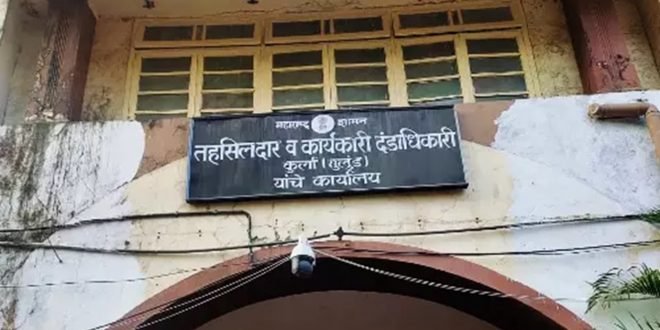 महाराष्ट्र शासन
तहसिलदार व कार्यकारी दंडाधिकारी
कुर्ला (मुलुंड)
यांचे कार्यालय